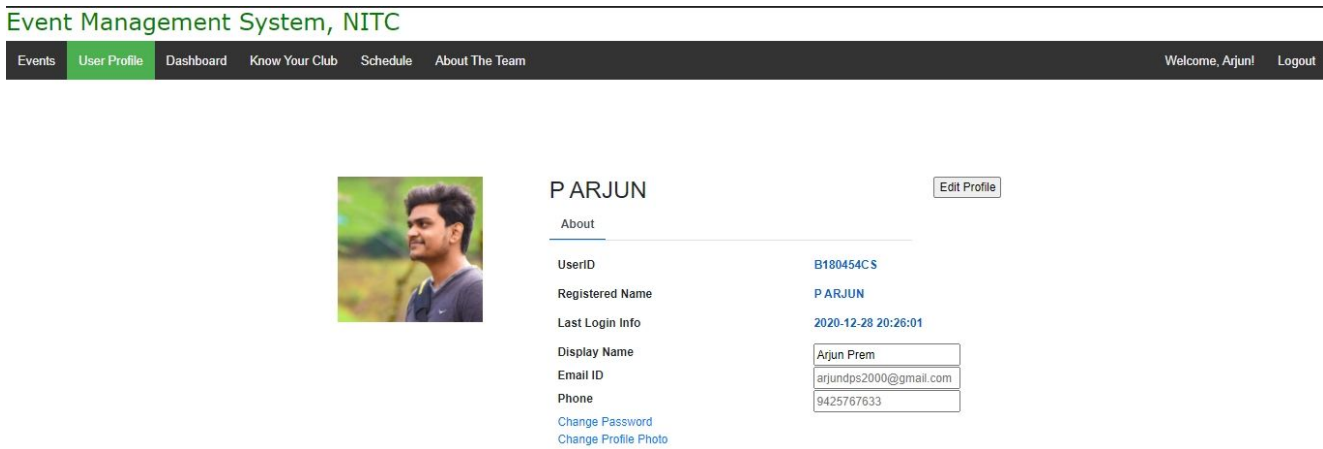 Event Management System, NITC
Events User Profile Dashboard Know Your Club Schedule About The Team Welcome, Arjun! Logout
P ARJUN Edit Profile
About
UserID B180454CS
Registered Name P ARJUN
Last Login Info 2020-12-28 20:26:01
Display Name Arjun Prem
Email ID arjundps2000@gmail.com
Phone 9425767633
Change Password
Change Profile Photo